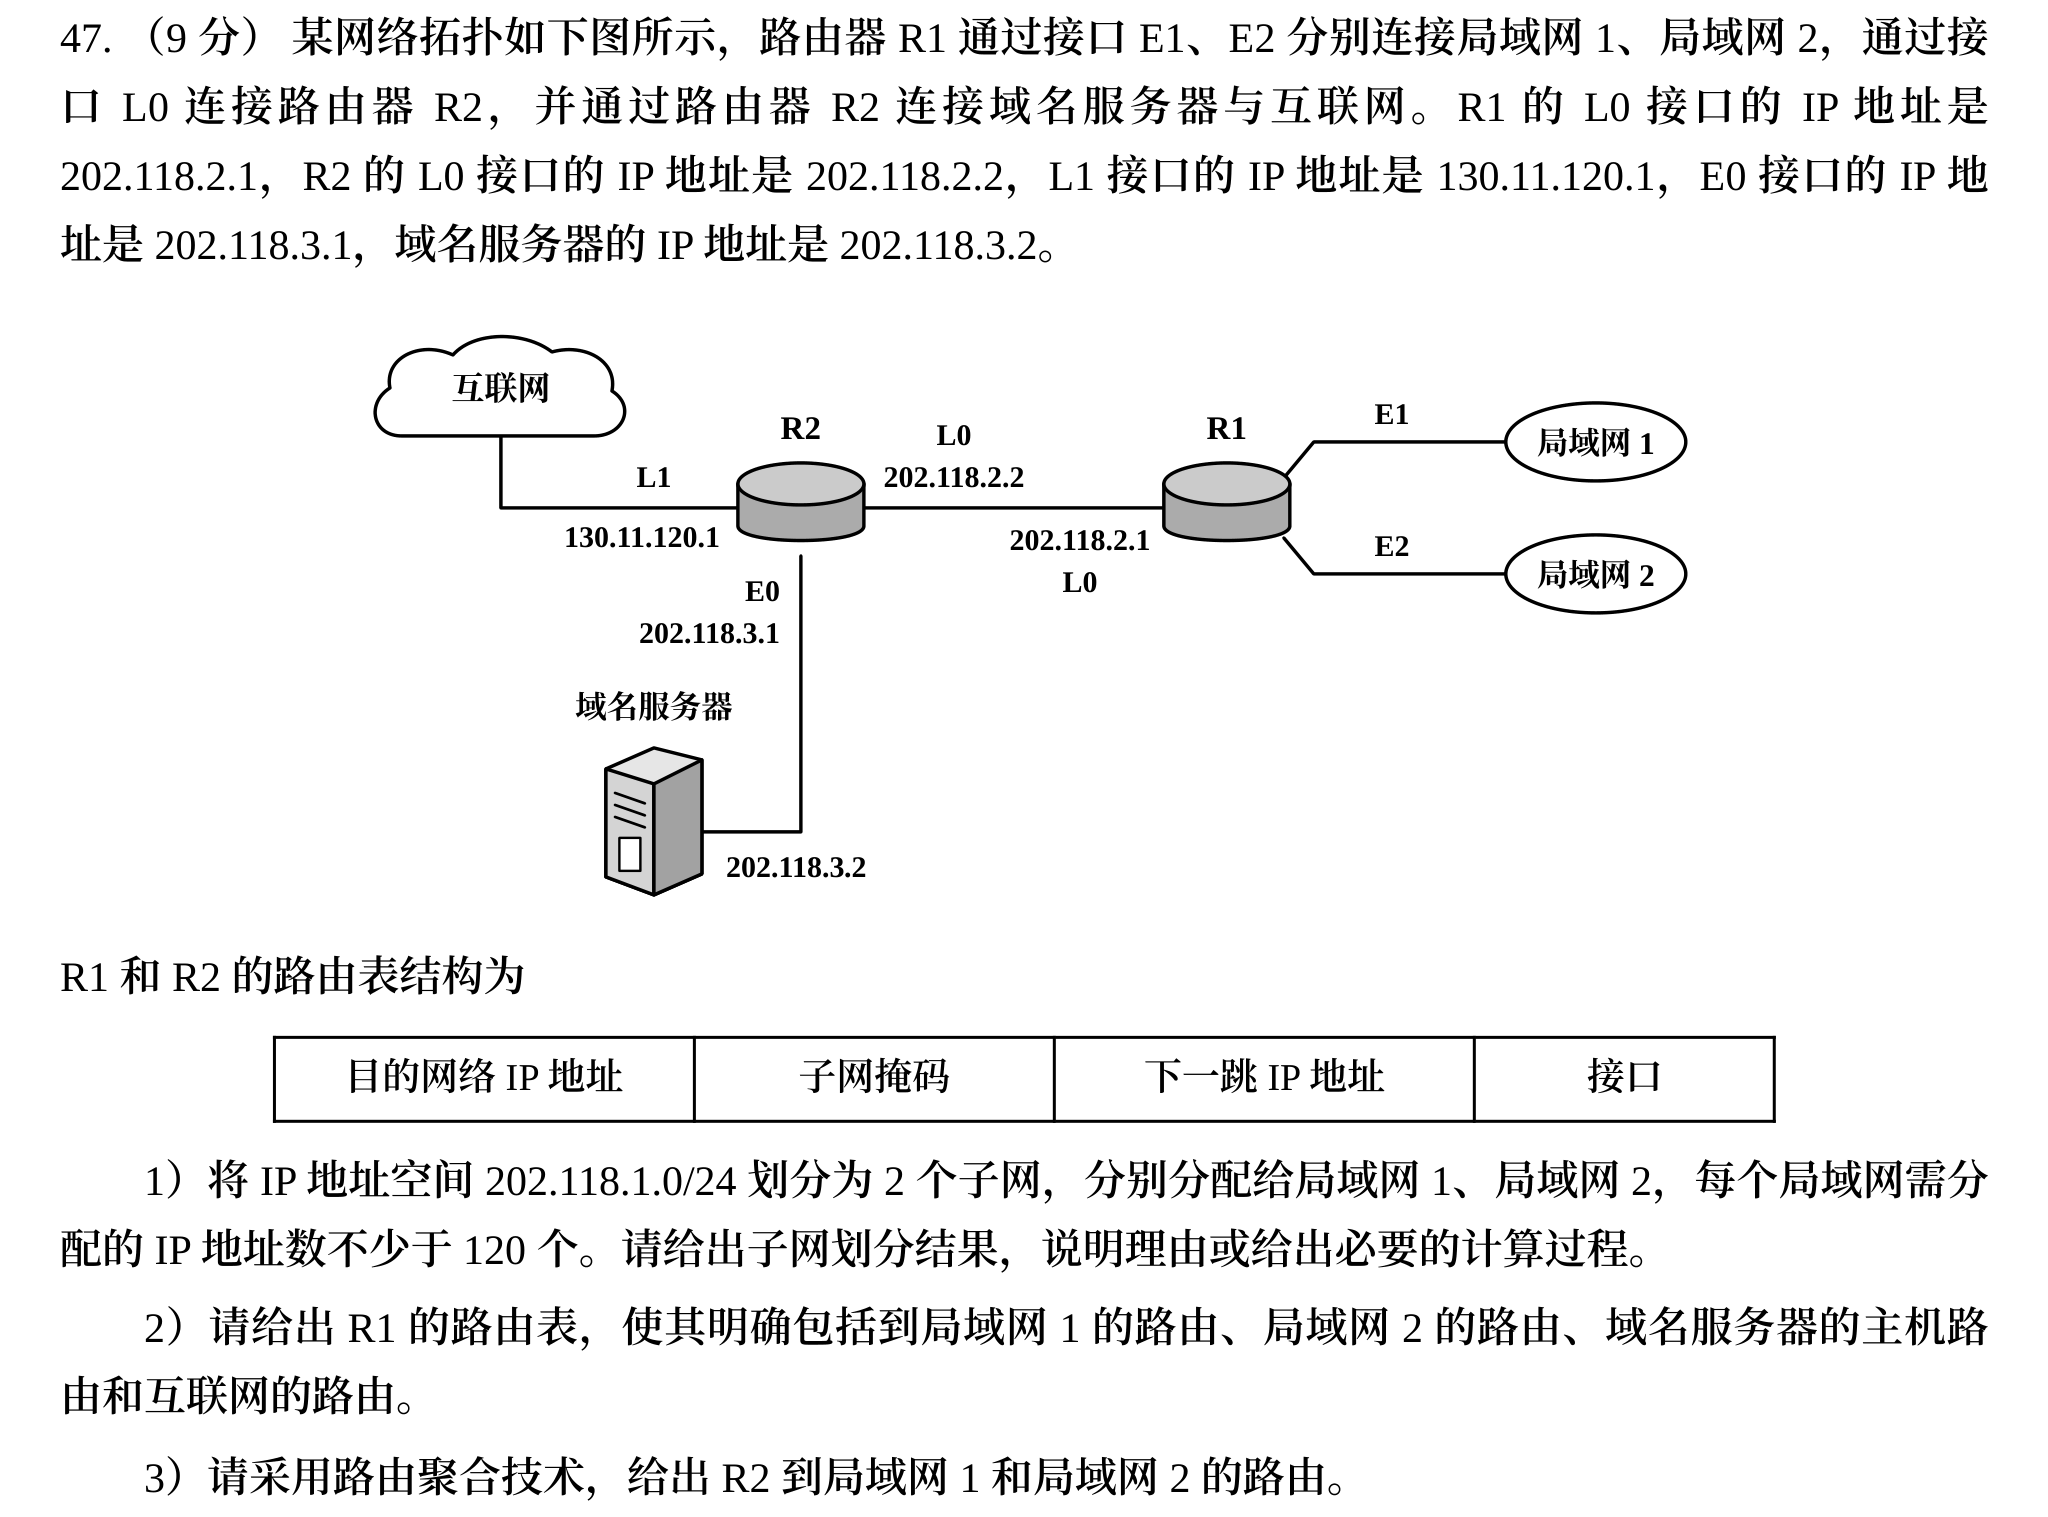 47. （9 分） 某网络拓扑如下图所示，路由器 R1 通过接口 E1、E2 分别连接局域网 1、局域网 2，通过接
口 L0 连接路由器 R2，并通过路由器 R2 连接域名服务器与互联网。R1 的 L0 接口的 IP 地址是
202.118.2.1，R2 的 L0 接口的 IP 地址是 202.118.2.2，L1 接口的 IP 地址是 130.11.120.1，E0 接口的 IP 地
址是 202.118.3.1，域名服务器的 IP 地址是 202.118.3.2。
互联网
R2
L0
R1
E1
局域网 1
L1
202.118.2.2
130.11.120.1
202.118.2.1
E2
局域网 2
E0
L0
202.118.3.1
域名服务器
202.118.3.2
R1 和 R2 的路由表结构为
目的网络 IP 地址 子网掩码 下一跳 IP 地址 接口
1）将 IP 地址空间 202.118.1.0/24 划分为 2 个子网，分别分配给局域网 1、局域网 2，每个局域网需分
配的 IP 地址数不少于 120 个。请给出子网划分结果，说明理由或给出必要的计算过程。
2）请给出 R1 的路由表，使其明确包括到局域网 1 的路由、局域网 2 的路由、域名服务器的主机路
由和互联网的路由。
3）请采用路由聚合技术，给出 R2 到局域网 1 和局域网 2 的路由。